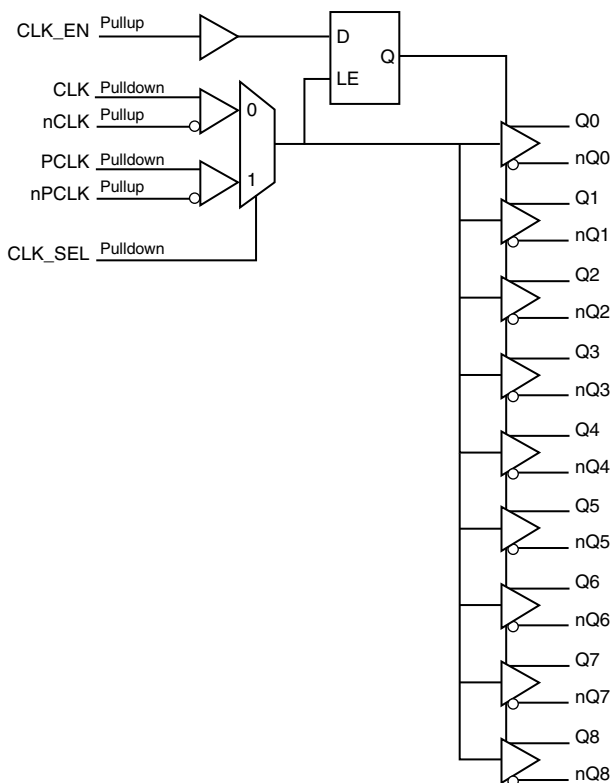 CLK_EN Pullup
D
Q
LE
CLK Pulldown
nCLK Pullup
0
PCLK Pulldown
1
nPCLK Pullup
CLK_SEL Pulldown
Q0
nQ0
Q1
nQ1
Q2
nQ2
Q3
nQ3
Q4
nQ4
Q5
nQ5
Q6
nQ6
Q7
nQ7
Q8
nQ8